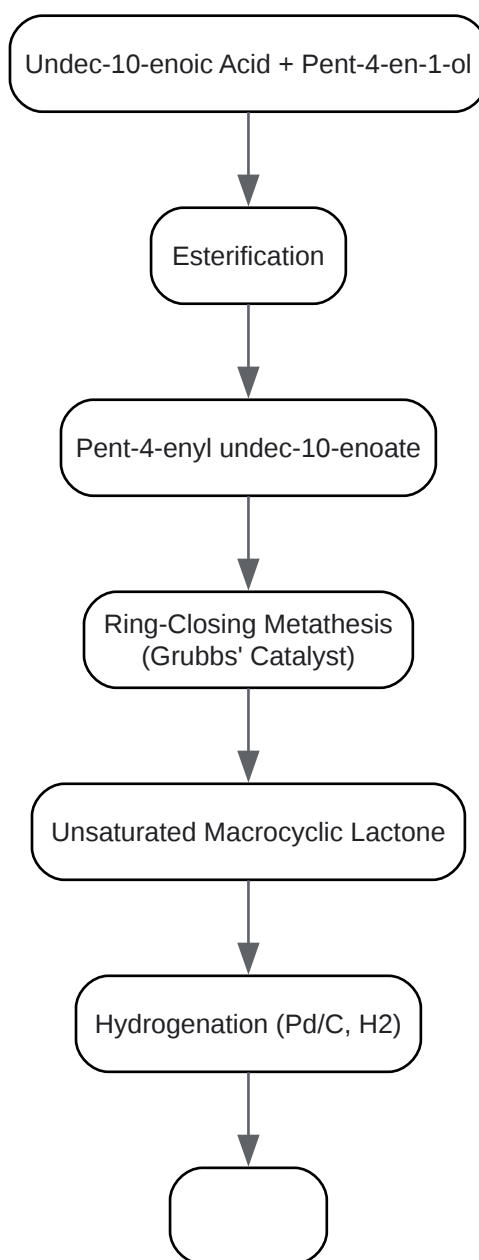 Undec-10-enoic Acid + Pent-4-en-1-ol
Esterification
Pent-4-enyl undec-10-enoate
Ring-Closing Metathesis
(Grubbs' Catalyst)
Unsaturated Macrocyclic Lactone
Hydrogenation (Pd/C, H2)